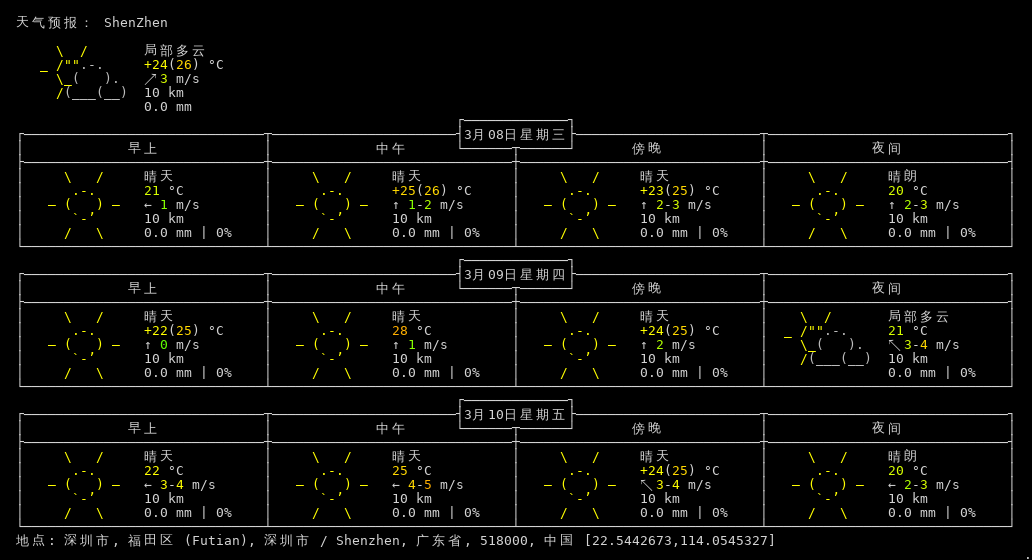 天气预报： ShenZhen
局部多云
+24(26) °C
↗3 m/s
10 km
0.0 mm
3月08日星期三
早上 中午 傍晚 夜间
晴天 晴天 晴天 晴朗
21 °C +25(26) °C +23(25) °C 20 °C
← 1 m/s ↑ 1-2 m/s ↑ 2-3 m/s ↑ 2-3 m/s
10 km 10 km 10 km 10 km
0.0 mm | 0% 0.0 mm | 0% 0.0 mm | 0% 0.0 mm | 0%
3月09日星期四
早上 中午 傍晚 夜间
晴天 晴天 晴天 局部多云
+22(25) °C 28 °C +24(25) °C 21 °C
↑ 0 m/s ↑ 1 m/s ↑ 2 m/s ↖3-4 m/s
10 km 10 km 10 km 10 km
0.0 mm | 0% 0.0 mm | 0% 0.0 mm | 0% 0.0 mm | 0%
3月10日星期五
早上 中午 傍晚 夜间
晴天 晴天 晴天 晴朗
22 °C 25 °C +24(25) °C 20 °C
← 3-4 m/s ← 4-5 m/s ↖3-4 m/s ← 2-3 m/s
10 km 10 km 10 km 10 km
0.0 mm | 0% 0.0 mm | 0% 0.0 mm | 0% 0.0 mm | 0%
地点: 深圳市, 福田区 (Futian), 深圳市 / Shenzhen, 广东省, 518000, 中国 [22.5442673,114.0545327]